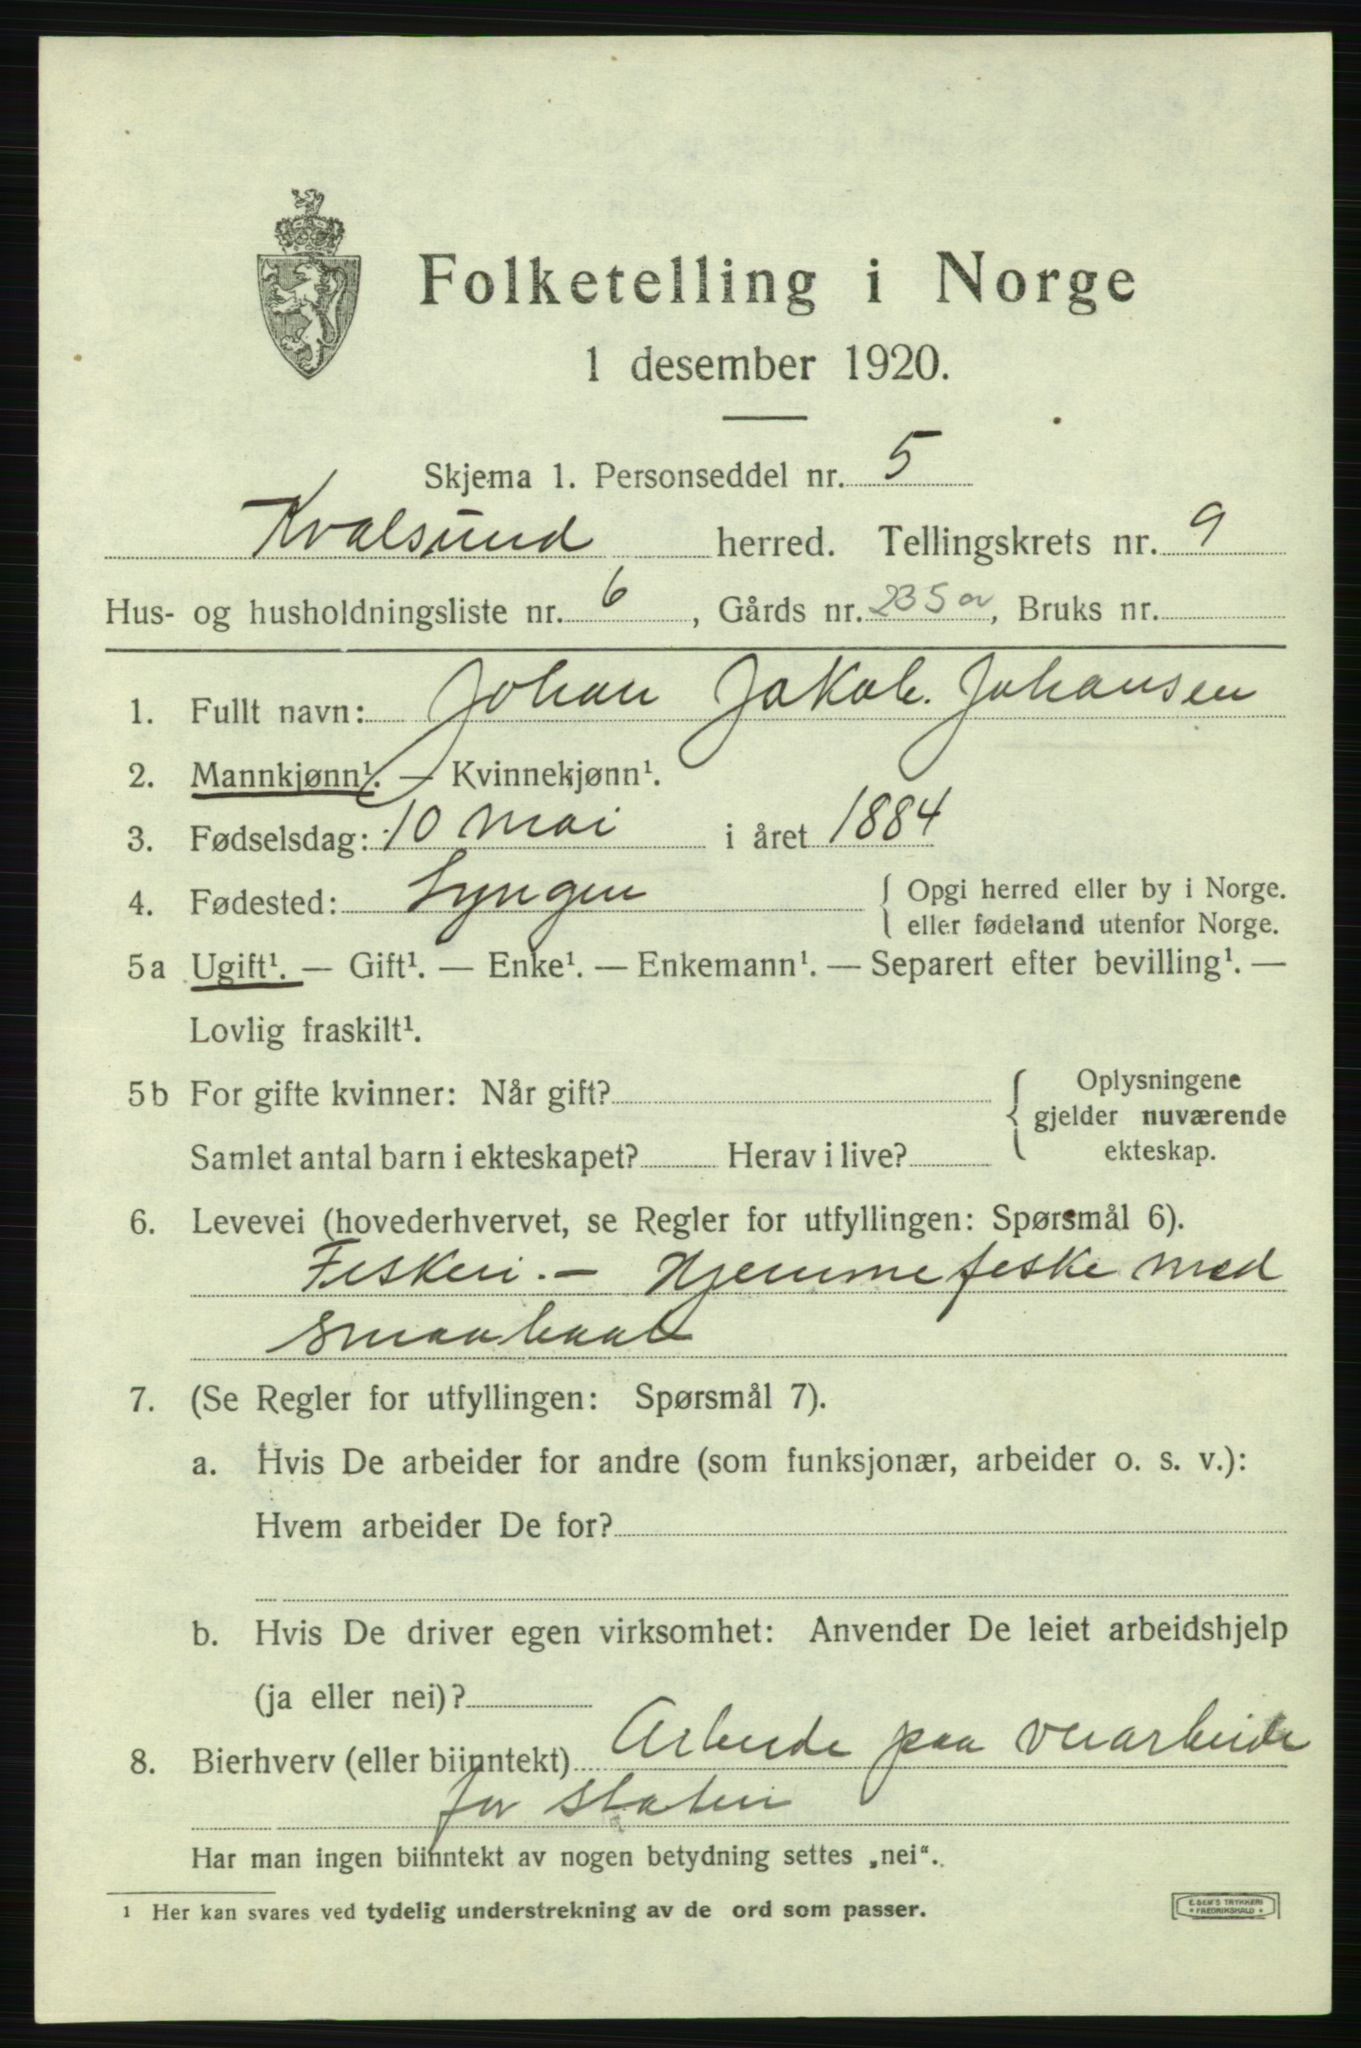 Folketelling i Norge
1 desember 1920.
Skjema 1. Personseddel nr. 5
Kvalsund herred. Tellingskrets nr. 9
Hus- og husholdningsliste nr. 6, Gårds nr. 235 a, Bruks nr.
1. Fullt navn: Johan Jakob. Johansen
2. Mannkjønn¹. — Kvinnekjønn¹.
3. Fødselsdag: 10 mai i året 1884
4. Fødested: Lyngen { Opgi herred eller by i Norge.
eller fødeland utenfor Norge.
5a Ugift¹. — Gift¹. — Enke¹. — Enkemann¹. — Separert efter bevilling¹. —
Lovlig fraskilt¹.
5b For gifte kvinner: Når gift? { Oplysningene
gjelder nuværende
Samlet antal barn i ekteskapet? Herav i live? ekteskap.
6. Levevei (hovederhvervet, se Regler for utfyllingen: Spørsmål 6).
Fiskeri. — Hjemmefiske med
smaabaat
7. (Se Regler for utfyllingen: Spørsmål 7).
a. Hvis De arbeider for andre (som funksjonær, arbeider o. s. v.):
Hvem arbeider De for?
b. Hvis De driver egen virksomhet: Anvender De leiet arbeidshjelp
(ja eller nei)?
8. Bierhverv (eller biinntekt) Arbeide paa veiarbeide
for staten
Har man ingen biinntekt av nogen betydning settes „nei“.
¹ Her kan svares ved tydelig understrekning av de ord som passer.
E. SEM'S TRYKKERI
* FREDRIKSHALD *